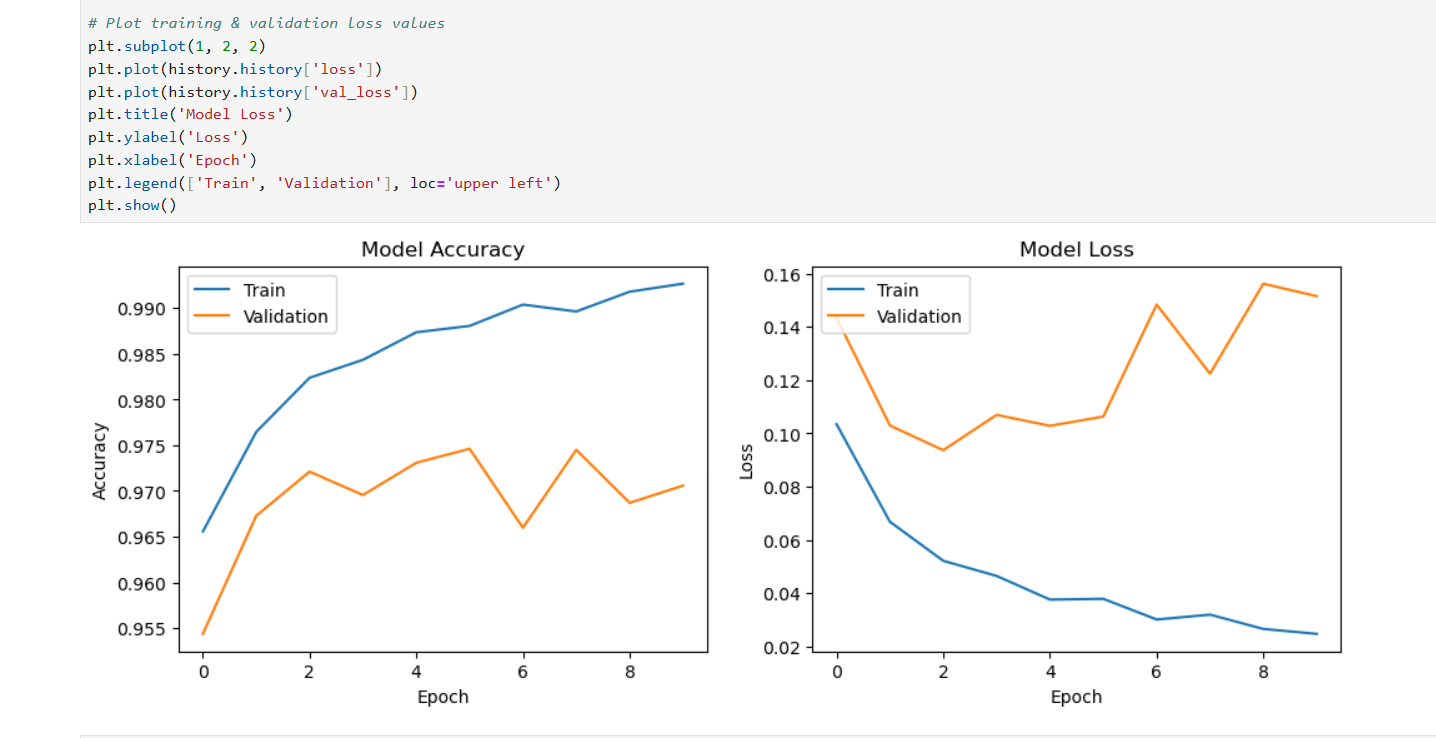 # Plot training & validation loss values
plt.subplot(1, 2, 2)
plt.plot(history.history['loss'])
plt.plot(history.history['val_loss'])
plt.title('Model Loss')
plt.ylabel('Loss')
plt.xlabel('Epoch')
plt.legend(['Train', 'Validation'], loc='upper left')
plt.show()
Model Accuracy
Train
Validation
0.990
0.985
0.980
0.975
0.970
0.965
0.960
0.955
Accuracy
0 2 4 6 8
Epoch
Model Loss
Train
Validation
0.16
0.14
0.12
0.10
0.08
0.06
0.04
0.02
Loss
0 2 4 6 8
Epoch